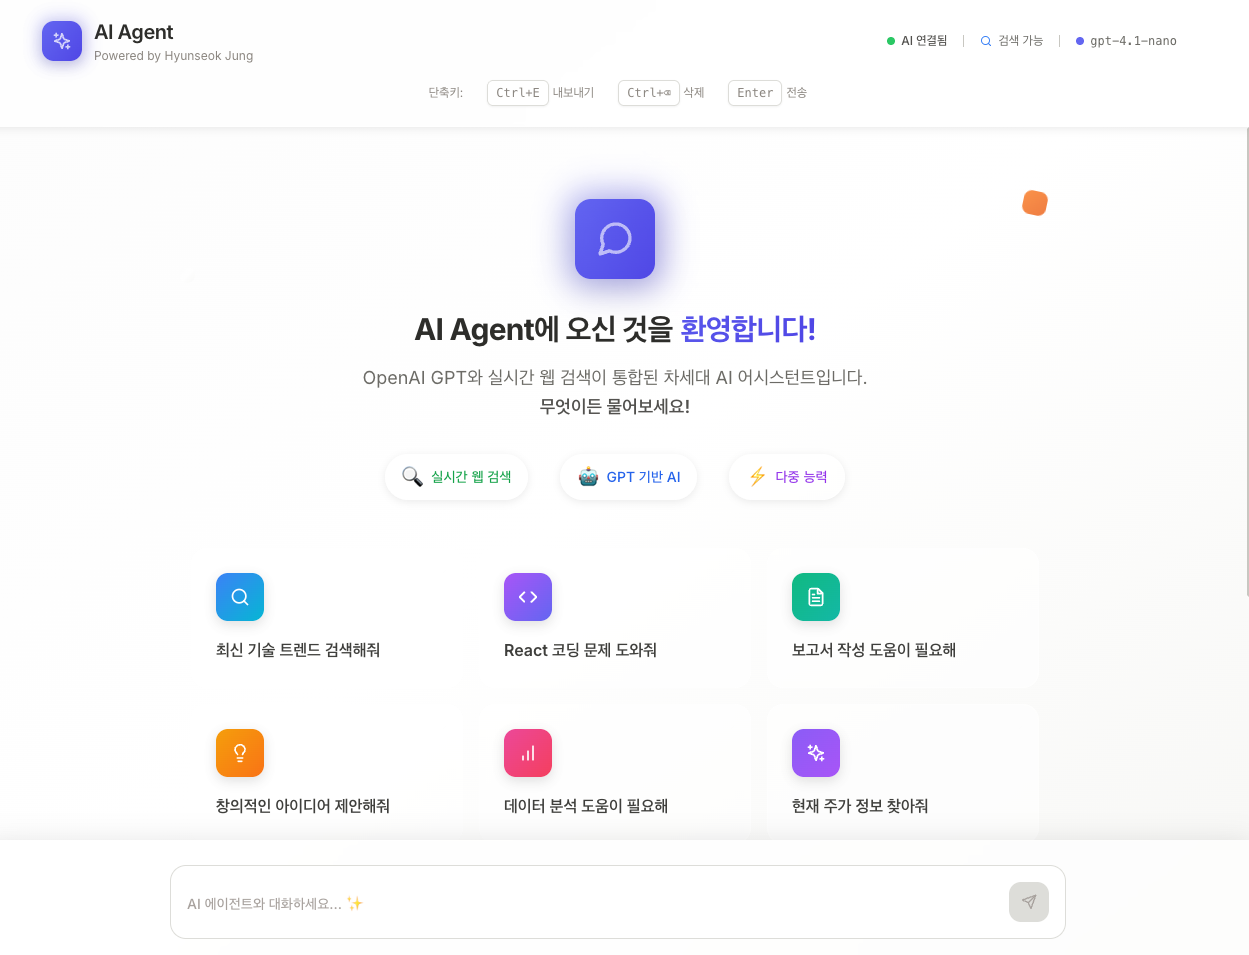 AI Agent
Powered by Hyunseok Jung
AI 연결됨
검색 가능
gpt-4.1-nano
단축키: Ctrl+E 내보내기 Ctrl+⌫ 삭제 Enter 전송
AI Agent에 오신 것을 환영합니다!
OpenAI GPT와 실시간 웹 검색이 통합된 차세대 AI 어시스턴트입니다.
무엇이든 물어보세요!
🔍 실시간 웹 검색
🤖 GPT 기반 AI
⚡ 다중 능력
최신 기술 트렌드 검색해줘
React 코딩 문제 도와줘
보고서 작성 도움이 필요해
창의적인 아이디어 제안해줘
데이터 분석 도움이 필요해
현재 주가 정보 찾아줘
AI 에이전트와 대화하세요... ✨